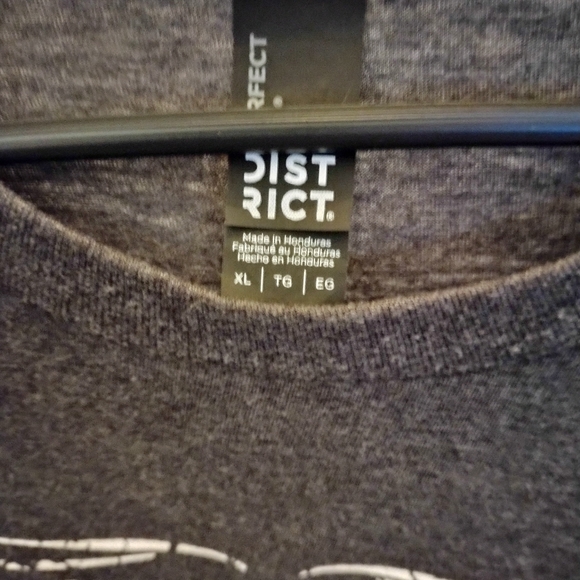 RFECT
®
DIST
RICT®
Made in Honduras
Fabriqué au Honduras
Hecho en Honduras
XL | TG | EG